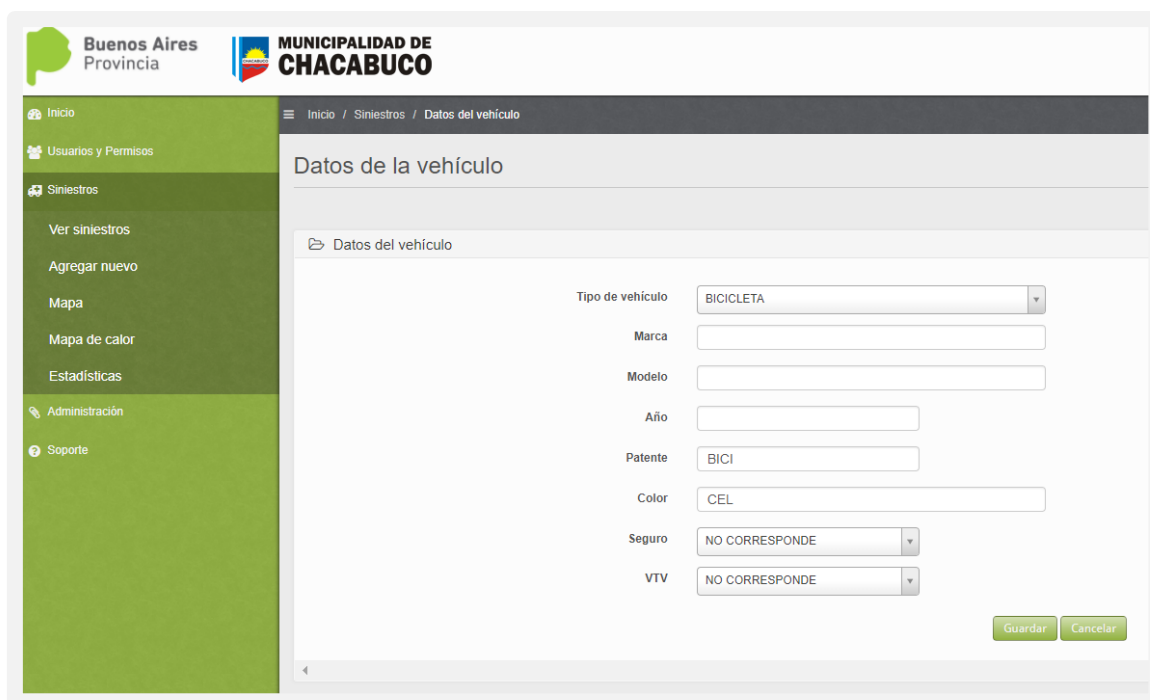 Buenos Aires
Provincia
CHACABUCO
MUNICIPALIDAD DE
CHACABUCO
Inicio
Usuarios y Permisos
Siniestros
Ver siniestros
Agregar nuevo
Mapa
Mapa de calor
Estadísticas
Administración
Soporte
Inicio / Siniestros / Datos del vehículo
Datos de la vehículo
Datos del vehículo
Tipo de vehículo BICICLETA
Marca
Modelo
Año
Patente BICI
Color CEL
Seguro NO CORRESPONDE
VTV NO CORRESPONDE
Guardar Cancelar